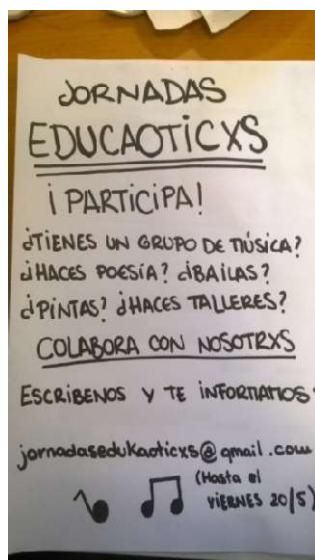 JORNADAS
EDUCAOTICXS
¡PARTICIPA!
¿TIENES UN GRUPO DE MÚSICA?
¿HACES POESÍA? ¿BAILAS?
¿PINTAS? ¿HACES TALLERES?
COLABORA CON NOSOTRXS
ESCRIBENOS Y TE INFORMAMOS
jornadasedukaoticxs@gmail.com
(Hasta el
VIERNES 20/5)